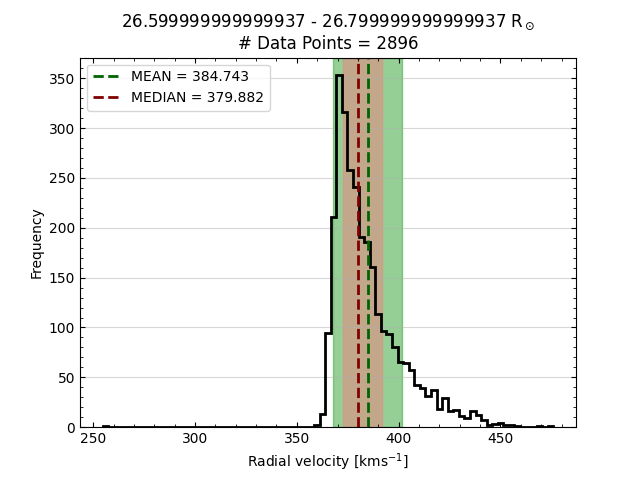 26.599999999999937 - 26.799999999999937 R⊙
# Data Points = 2896
MEAN = 384.743
MEDIAN = 379.882
Frequency
350
300
250
200
150
100
50
0
250 300 350 400 450
Radial velocity [kms⁻¹]